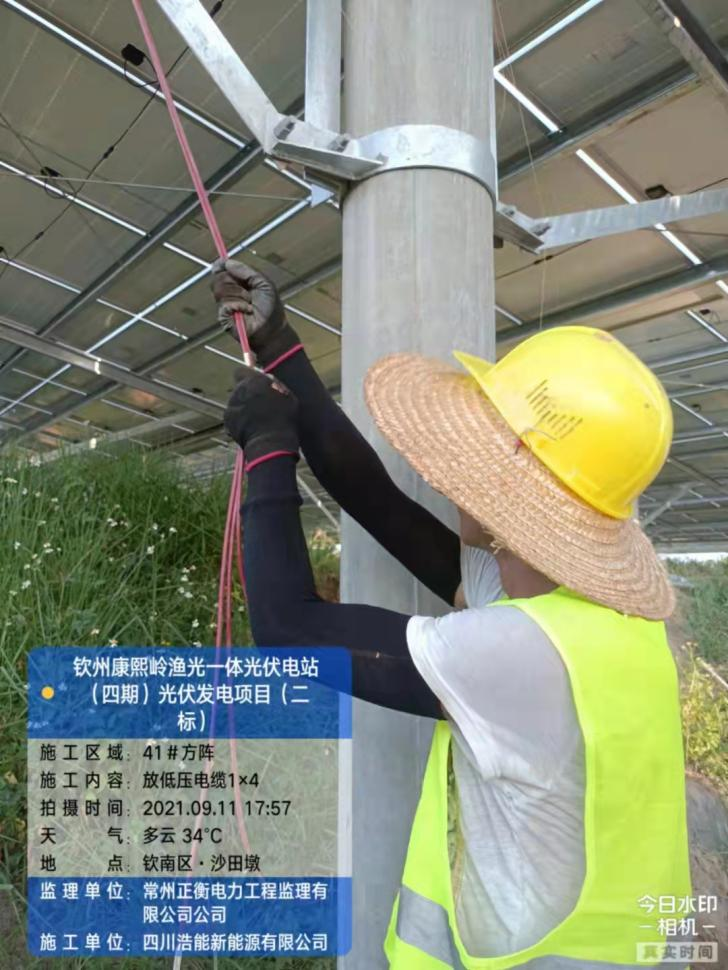 钦州康熙岭渔光一体光伏电站
（四期）光伏发电项目（二
标）
施工区域：41#方阵
施工内容：放低压电缆1×4
拍摄时间：2021.09.11 17:57
天气：多云 34℃
地点：钦南区·沙田墩
监理单位：常州正衡电力工程监理有
限公司公司
施工单位：四川浩能新能源有限公司
今日水印
相机
真实时间